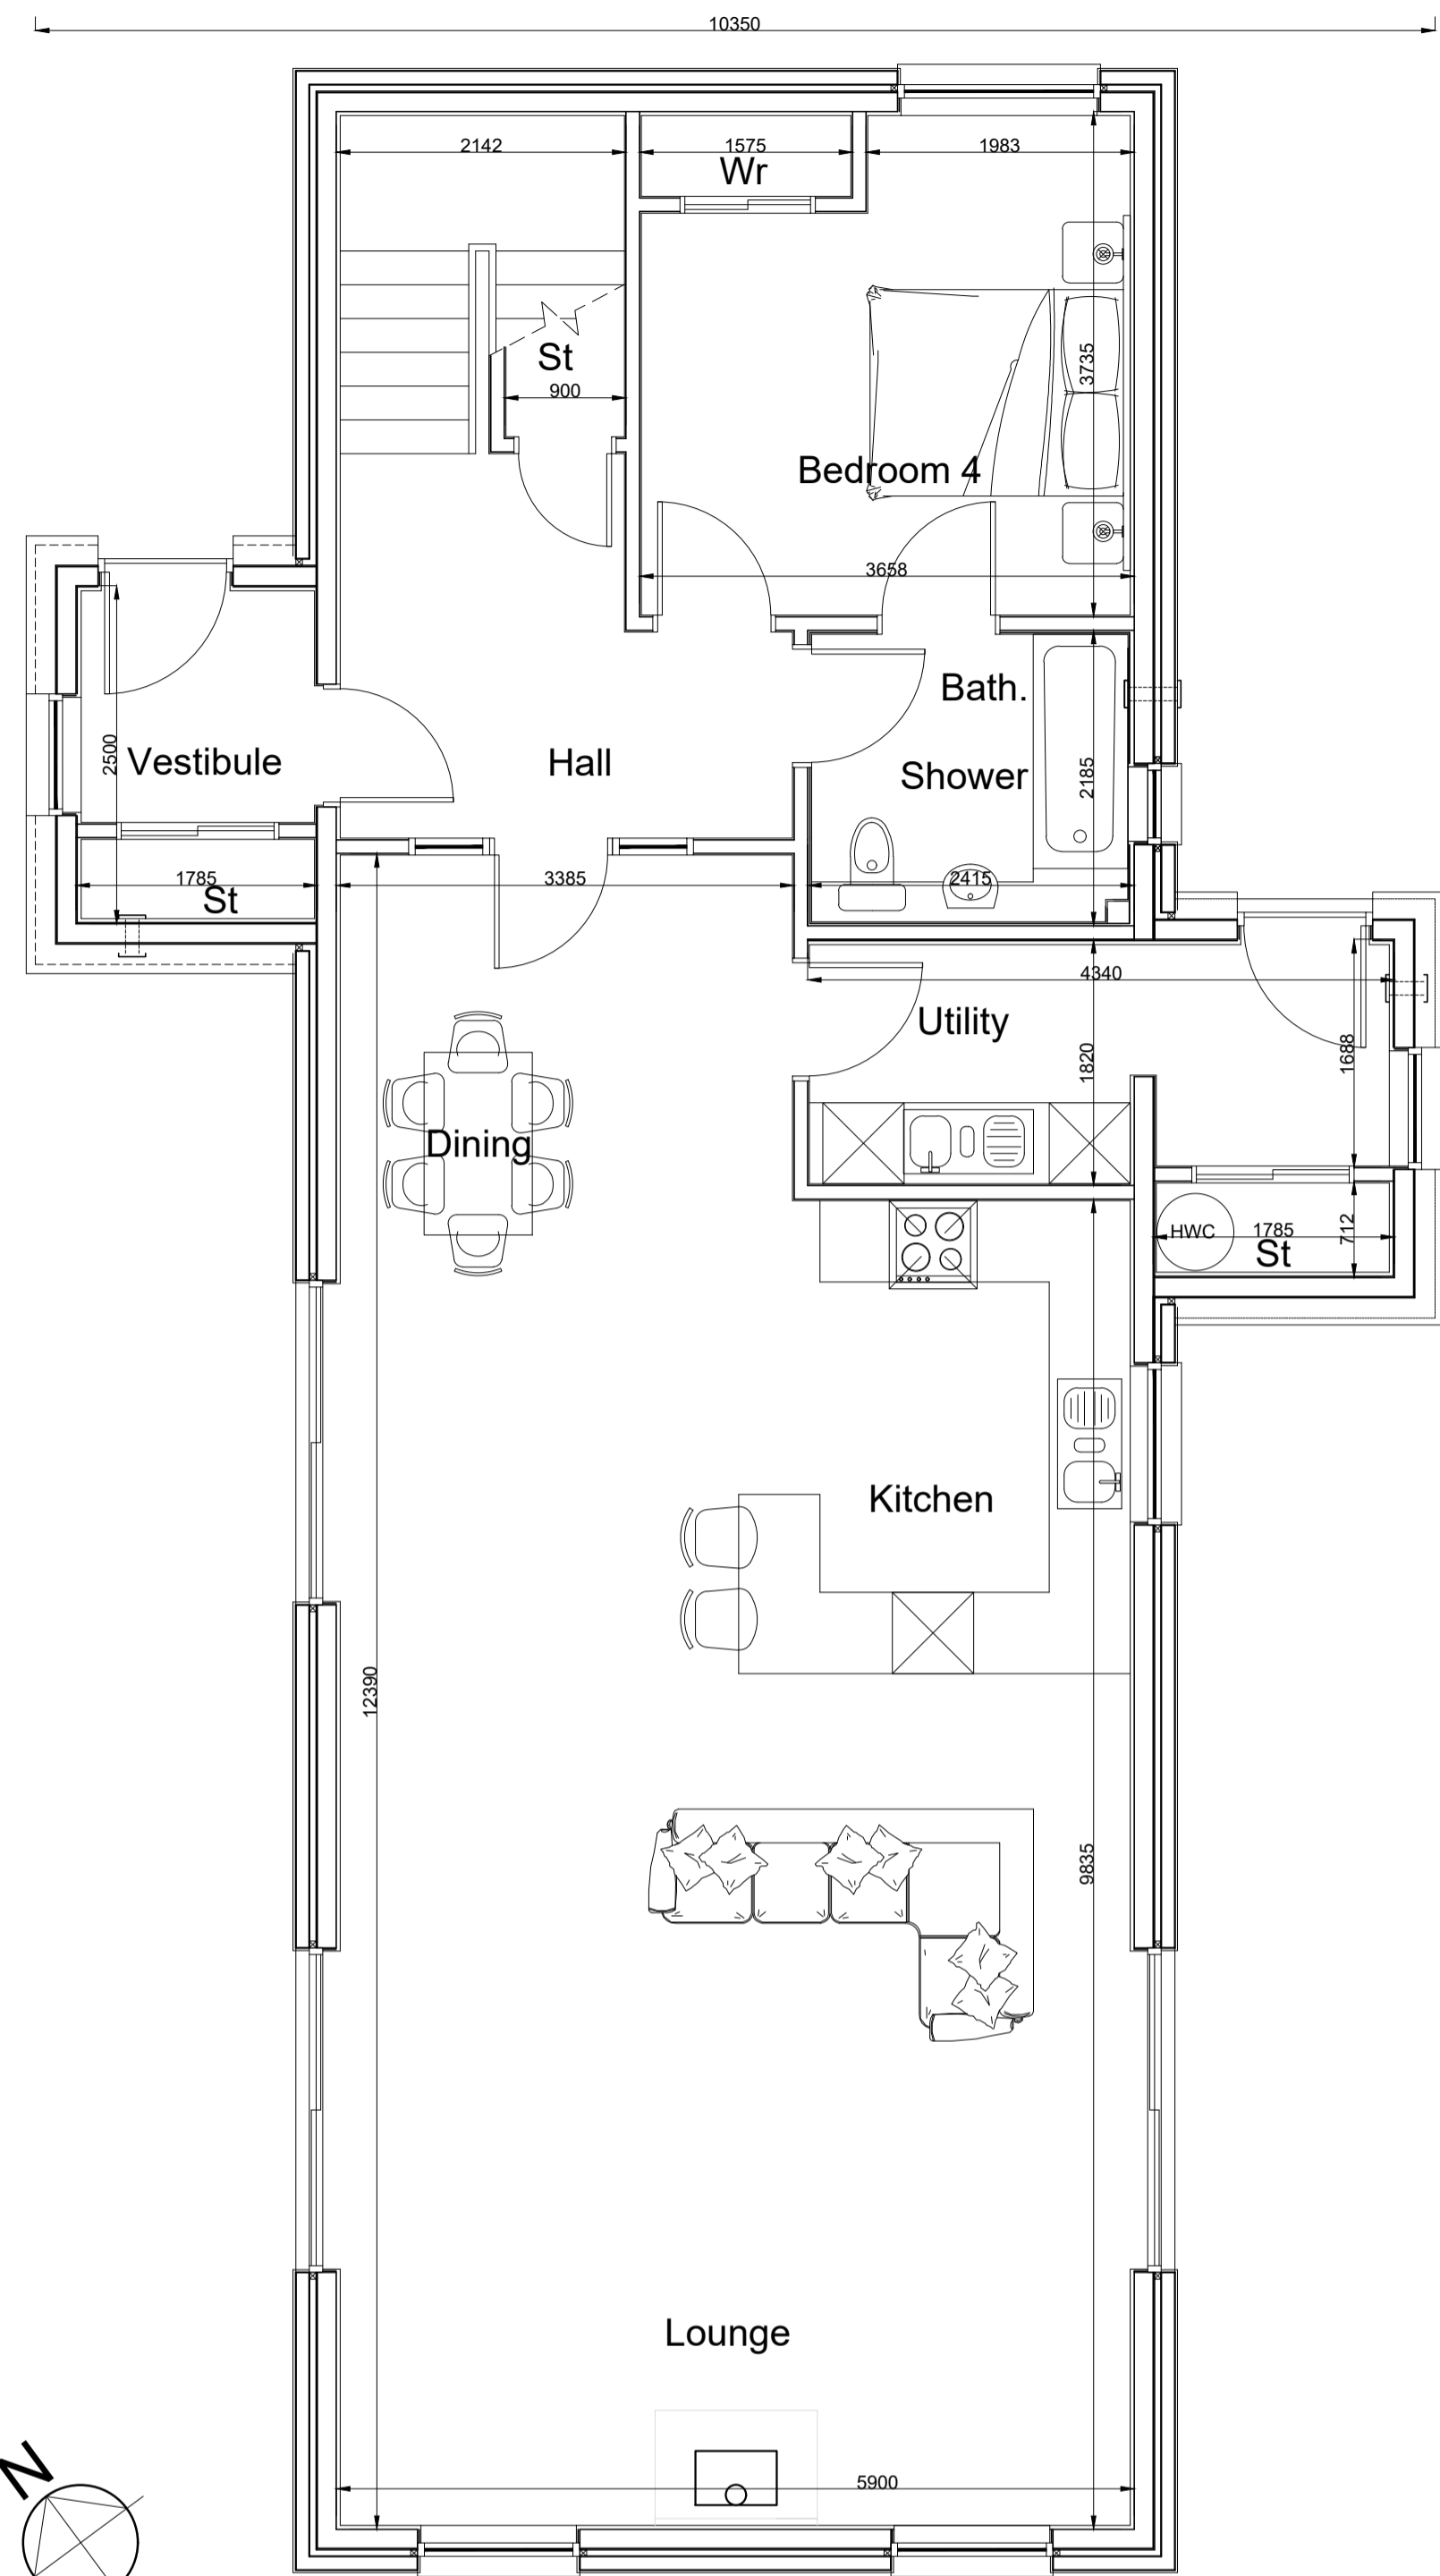 10350
2142
1575
1983
Wr
St
900
3735
Bedroom 4
3658
Bath.
2500
Vestibule
Hall
Shower
2185
1785
St
3385
2415
4340
Utility
1820
1688
Dining
HWC
1785
712
St
Kitchen
12390
9835
Lounge
5900
N